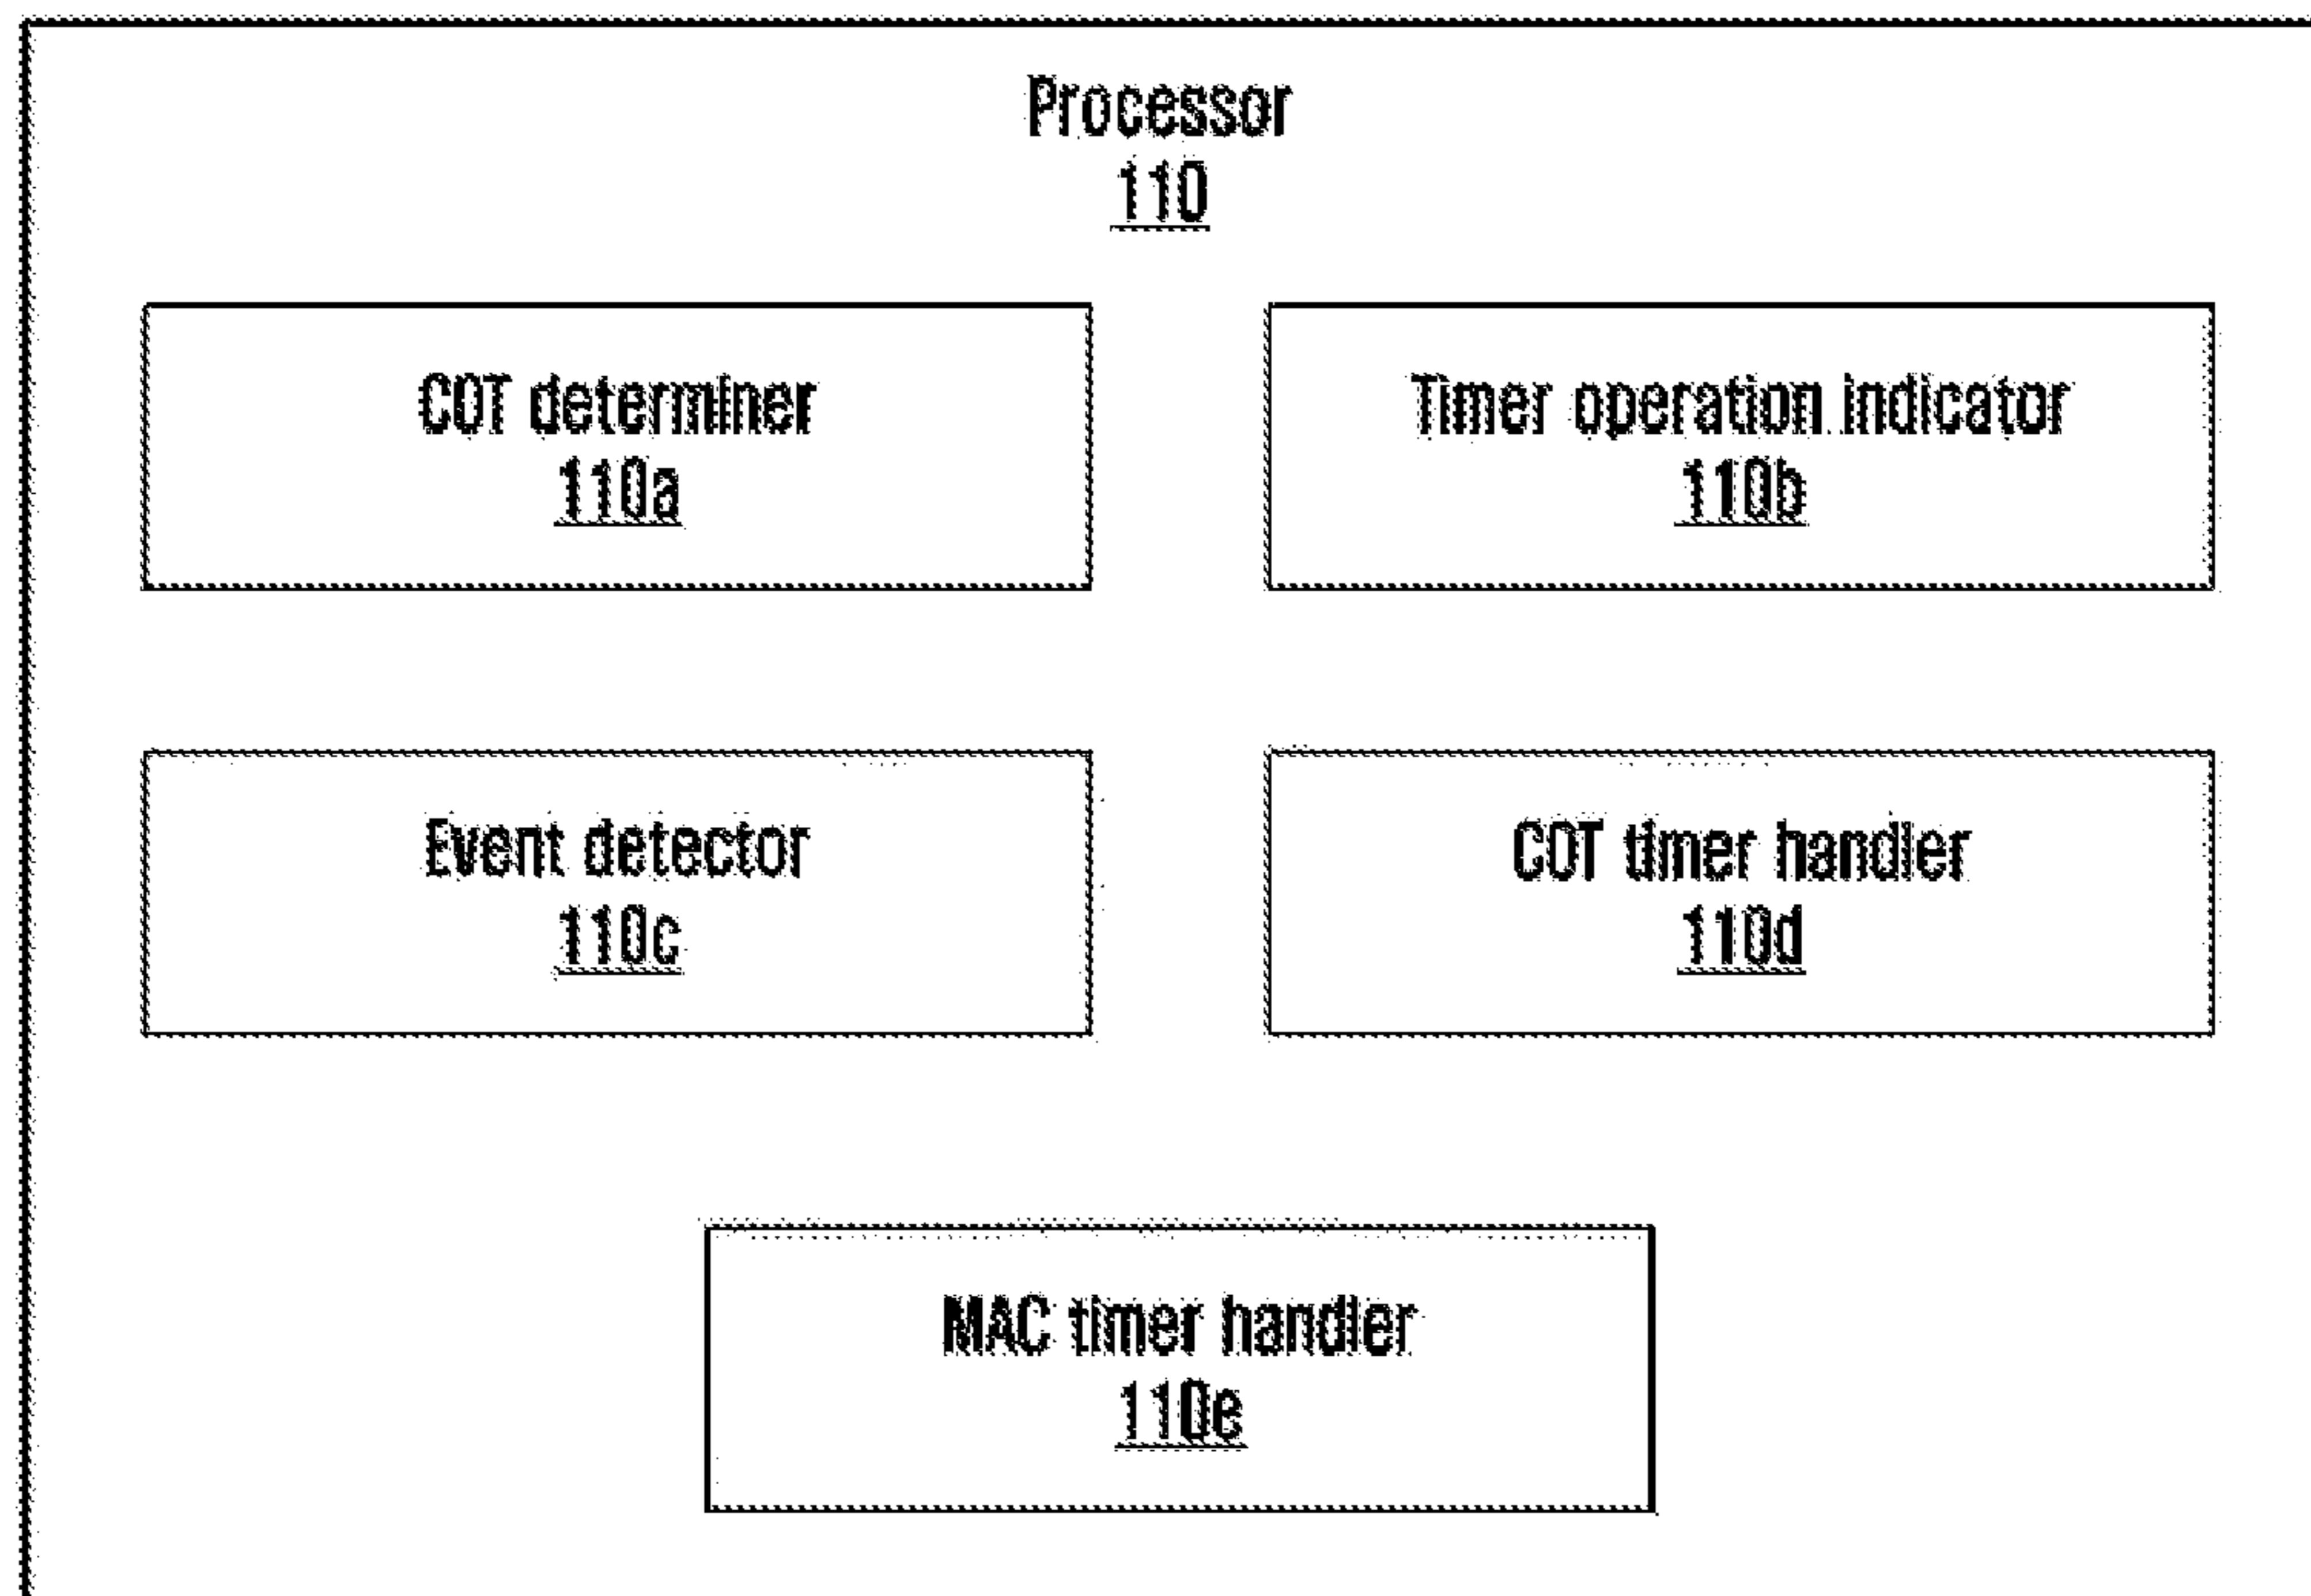 Processor
110
COT determiner
110a
Timer operation indicator
110b
Event detector
110c
COT timer handler
110d
MAC timer handler
110e